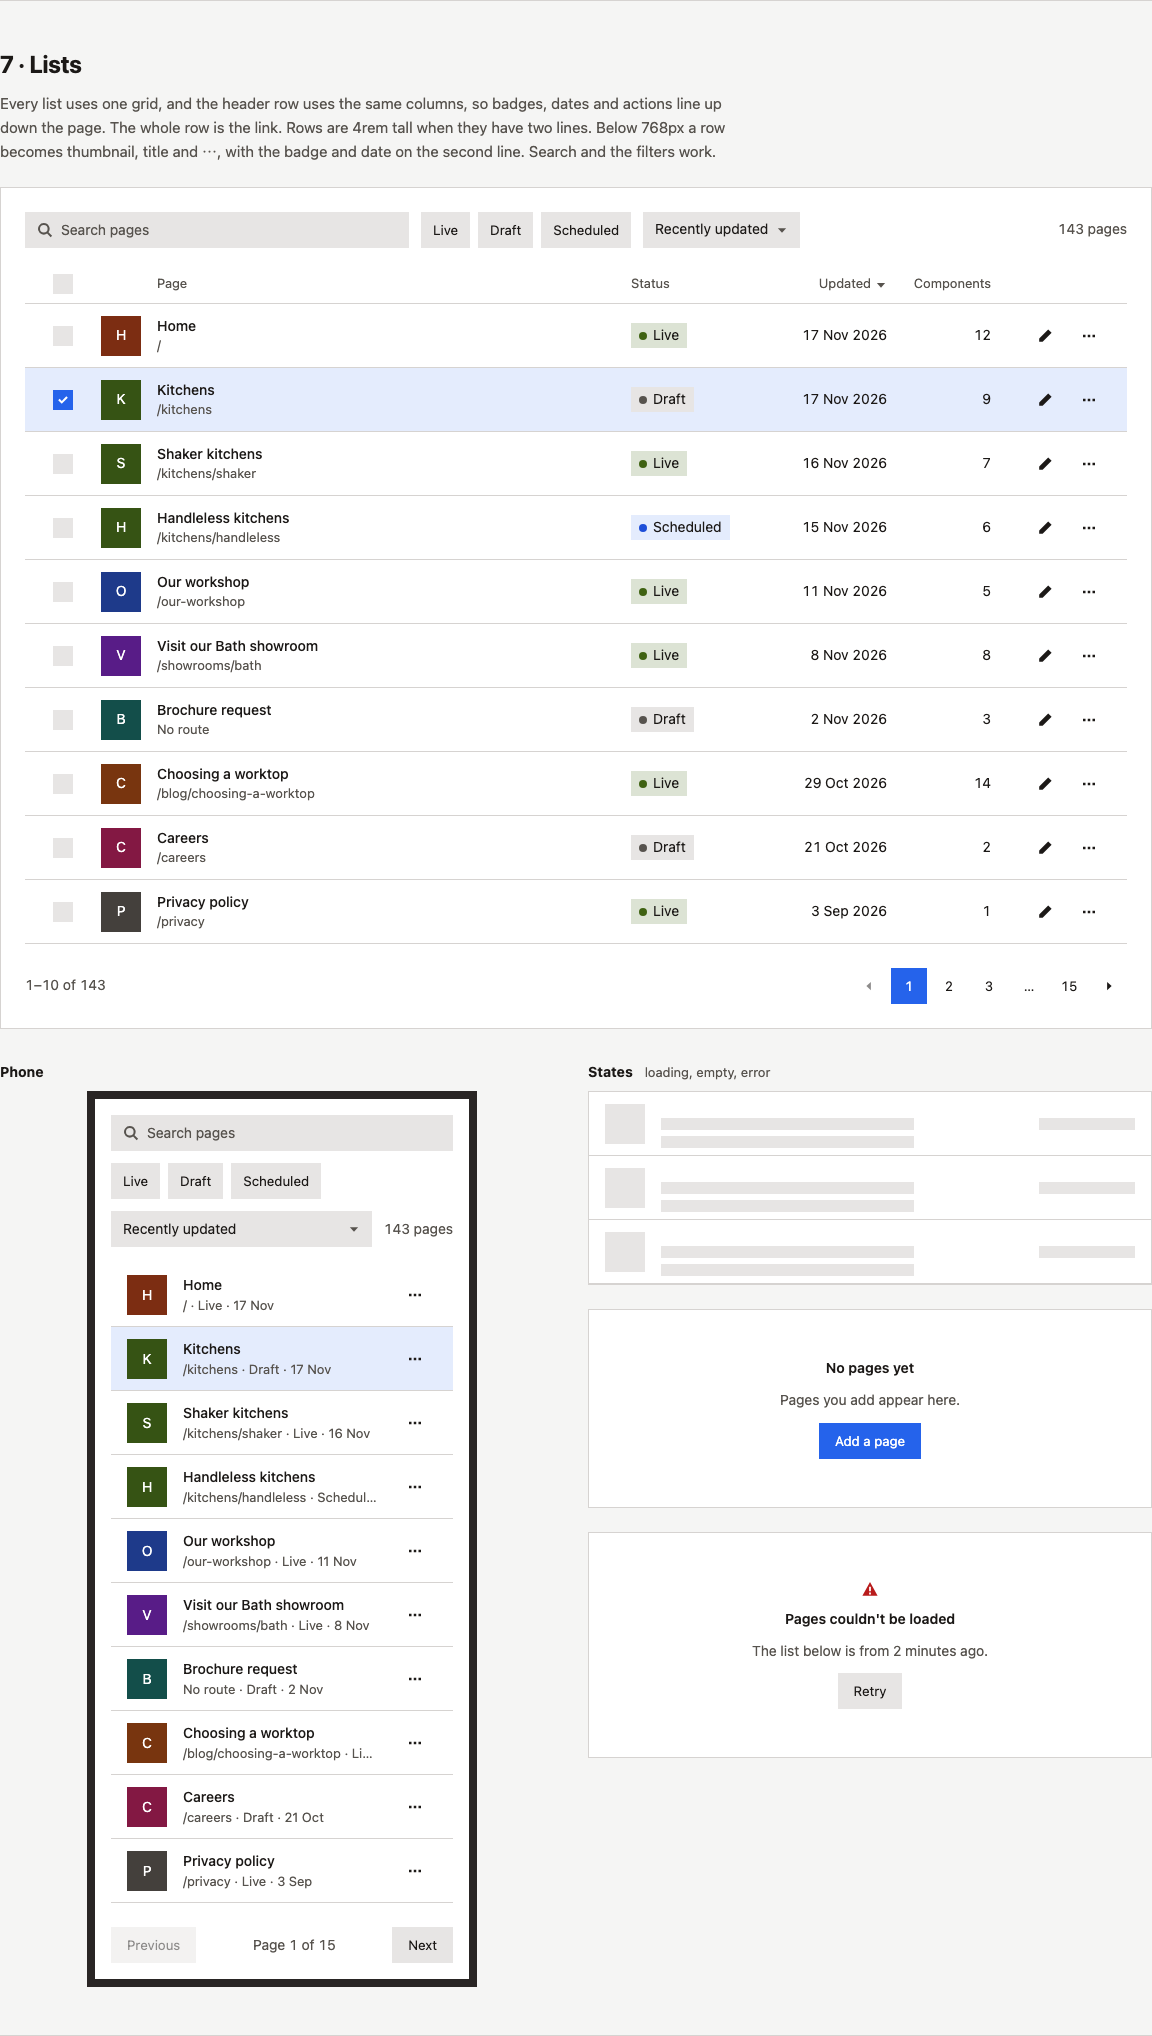 7 · Lists
Every list uses one grid, and the header row uses the same columns, so badges, dates and actions line up
down the page. The whole row is the link. Rows are 4rem tall when they have two lines. Below 768px a row
becomes thumbnail, title and ···, with the badge and date on the second line. Search and the filters work.
Search pages Live Draft Scheduled Recently updated 143 pages
Page Status Updated Components
H Home Live 17 Nov 2026 12
/
K Kitchens Draft 17 Nov 2026 9
/kitchens
S Shaker kitchens Live 16 Nov 2026 7
/kitchens/shaker
H Handleless kitchens Scheduled 15 Nov 2026 6
/kitchens/handleless
O Our workshop Live 11 Nov 2026 5
/our-workshop
V Visit our Bath showroom Live 8 Nov 2026 8
/showrooms/bath
B Brochure request Draft 2 Nov 2026 3
No route
C Choosing a worktop Live 29 Oct 2026 14
/blog/choosing-a-worktop
C Careers Draft 21 Oct 2026 2
/careers
P Privacy policy Live 3 Sep 2026 1
/privacy
1–10 of 143 1 2 3 … 15
Phone
Search pages
Live Draft Scheduled
Recently updated 143 pages
H Home
/ · Live · 17 Nov
K Kitchens
/kitchens · Draft · 17 Nov
S Shaker kitchens
/kitchens/shaker · Live · 16 Nov
H Handleless kitchens
/kitchens/handleless · Schedul...
O Our workshop
/our-workshop · Live · 11 Nov
V Visit our Bath showroom
/showrooms/bath · Live · 8 Nov
B Brochure request
No route · Draft · 2 Nov
C Choosing a worktop
/blog/choosing-a-worktop · Li...
C Careers
/careers · Draft · 21 Oct
P Privacy policy
/privacy · Live · 3 Sep
Previous Page 1 of 15 Next
States loading, empty, error
No pages yet
Pages you add appear here.
Add a page
Pages couldn't be loaded
The list below is from 2 minutes ago.
Retry